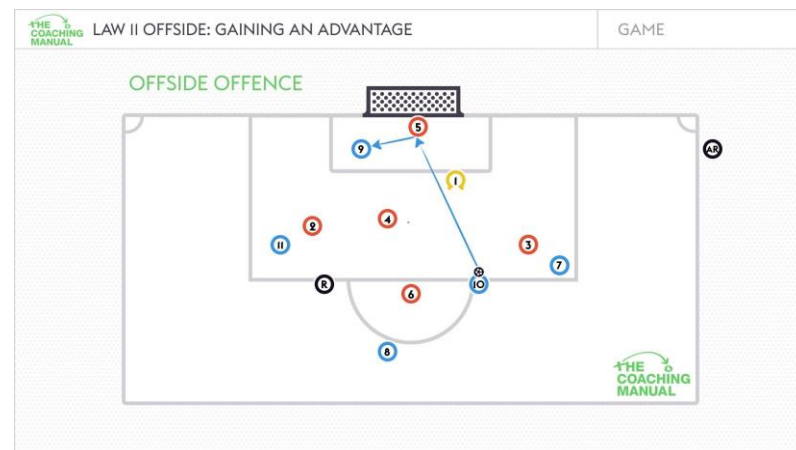 THE
COACHING
MANUAL
LAW II OFFSIDE: GAINING AN ADVANTAGE
GAME
OFFSIDE OFFENCE
5
9
AR
1
4
2
11
3
7
R
10
6
8
THE
COACHING
MANUAL